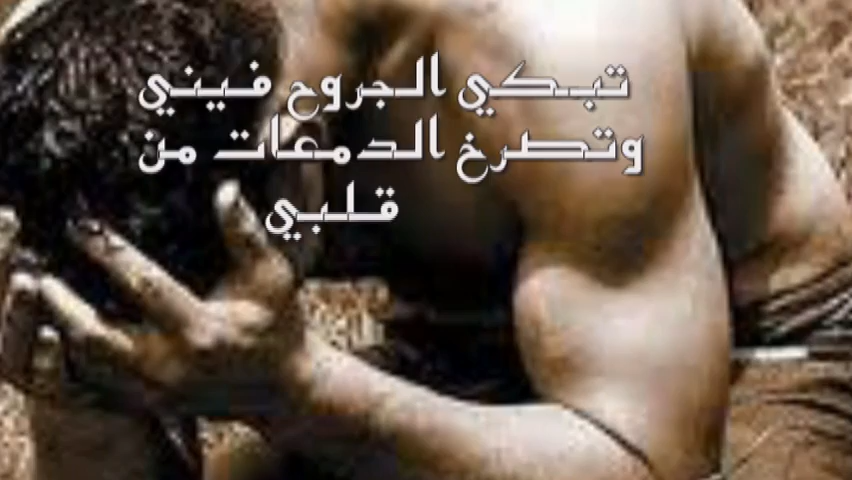 تبكي الجروح فيني
وتصرخ الدمعات من
قلبي